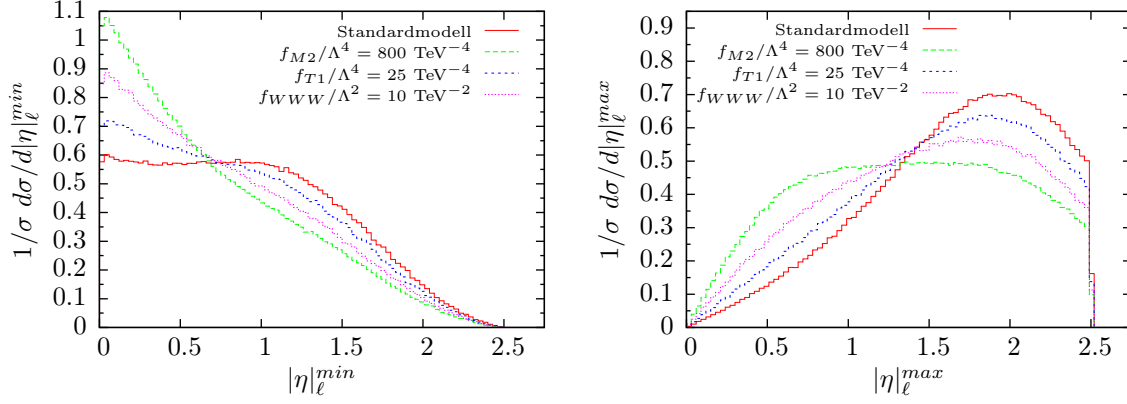 1/σ dσ/d|η|_ℓ^{min}
1.1
1
0.9
0.8
0.7
0.6
0.5
0.4
0.3
0.2
0.1
0
Standardmodell
f_{M2}/Λ^4 = 800 TeV^{−4}
f_{T1}/Λ^4 = 25 TeV^{−4}
f_{WWW}/Λ^2 = 10 TeV^{−2}
0 0.5 1 1.5 2 2.5
|η|_ℓ^{min}
1/σ dσ/d|η|_ℓ^{max}
0.9
0.8
0.7
0.6
0.5
0.4
0.3
0.2
0.1
0
Standardmodell
f_{M2}/Λ^4 = 800 TeV^{−4}
f_{T1}/Λ^4 = 25 TeV^{−4}
f_{WWW}/Λ^2 = 10 TeV^{−2}
0 0.5 1 1.5 2 2.5
|η|_ℓ^{max}